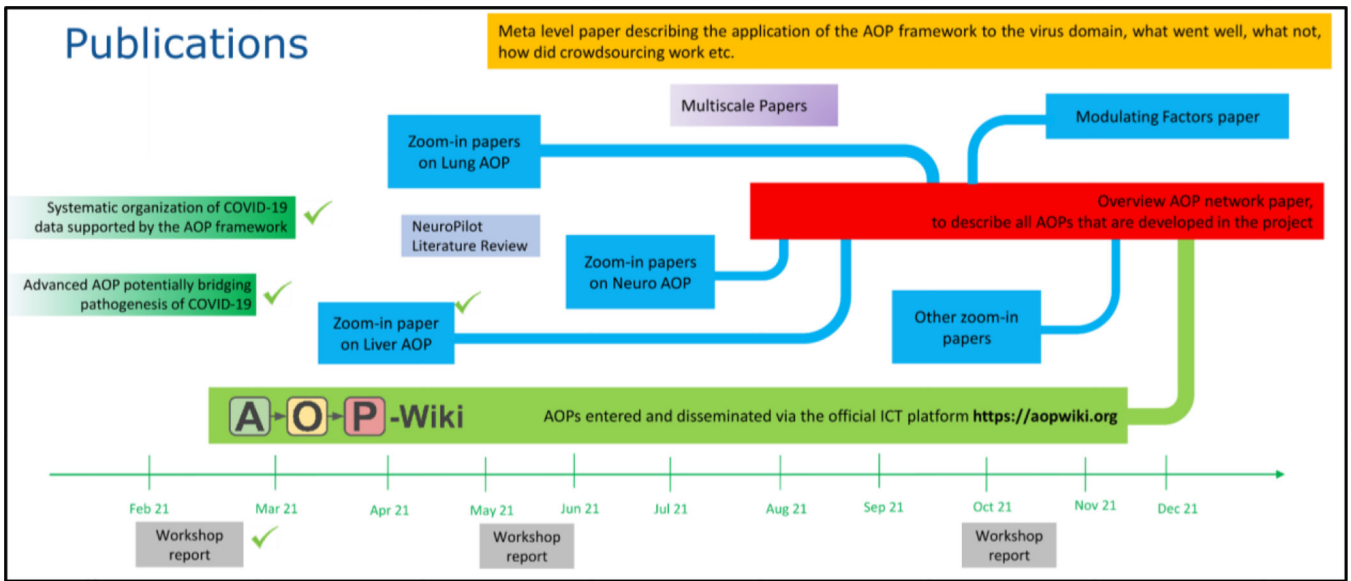 Publications
Meta level paper describing the application of the AOP framework to the virus domain, what went well, what not,
how did crowdsourcing work etc.
Multiscale Papers
Modulating Factors paper
Zoom-in papers
on Lung AOP
Systematic organization of COVID-19
data supported by the AOP framework
NeuroPilot
Literature Review
Overview AOP network paper,
to describe all AOPs that are developed in the project
Zoom-in papers
on Neuro AOP
Advanced AOP potentially bridging
pathogenesis of COVID-19
Zoom-in paper
on Liver AOP
Other zoom-in
papers
A O P -Wiki
AOPs entered and disseminated via the official ICT platform https://aopwiki.org
Feb 21
Mar 21
Apr 21
May 21
Jun 21
Jul 21
Aug 21
Sep 21
Oct 21
Nov 21
Dec 21
Workshop
report
Workshop
report
Workshop
report